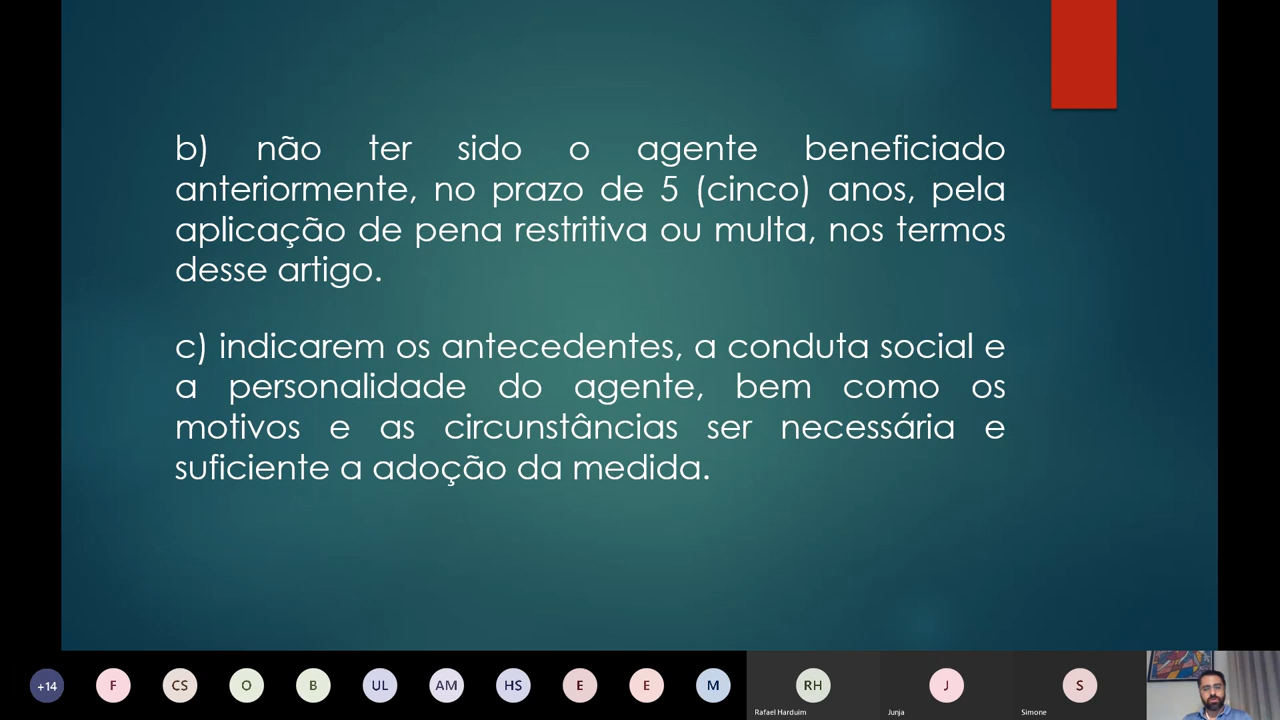 b) não ter sido o agente beneficiado
anteriormente, no prazo de 5 (cinco) anos, pela
aplicação de pena restritiva ou multa, nos termos
desse artigo.
c) indicarem os antecedentes, a conduta social e
a personalidade do agente, bem como os
motivos e as circunstâncias ser necessária e
suficiente a adoção da medida.
+14 F CS O B UL AM HS E E M RH J S
Rafael Harduim Junja Simone